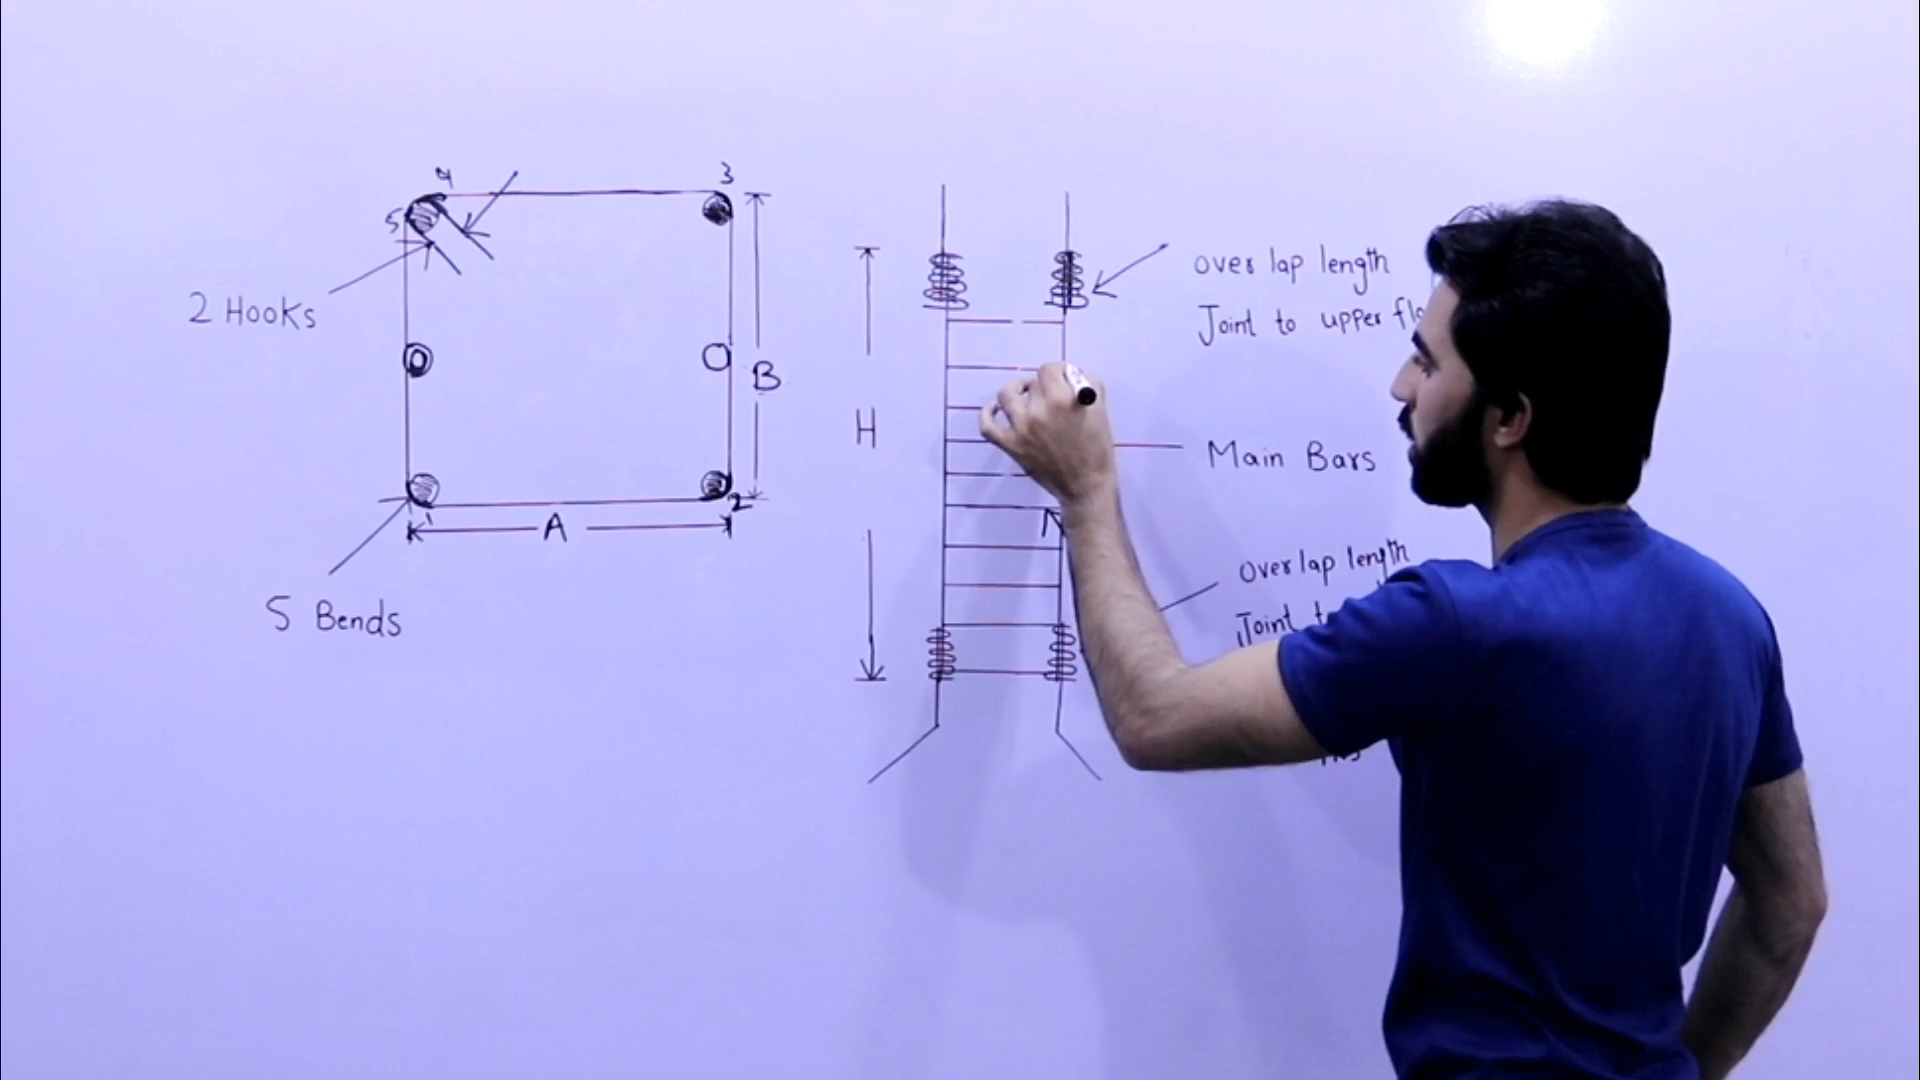 4
3
5
2 Hooks
B
1
2
A
5 Bends
H
over lap length
Joint to upper
Main Bars
over lap length
Joint